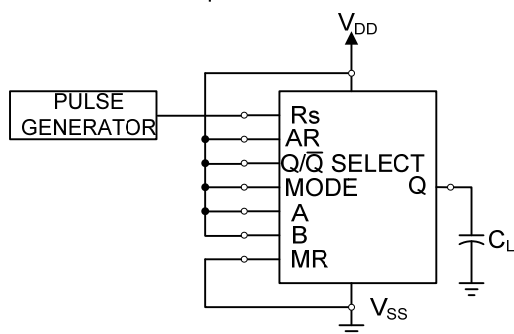 V_DD
PULSE
GENERATOR
Rs
AR
Q/Q̅ SELECT
MODE
Q
A
B
MR
C_L
V_SS